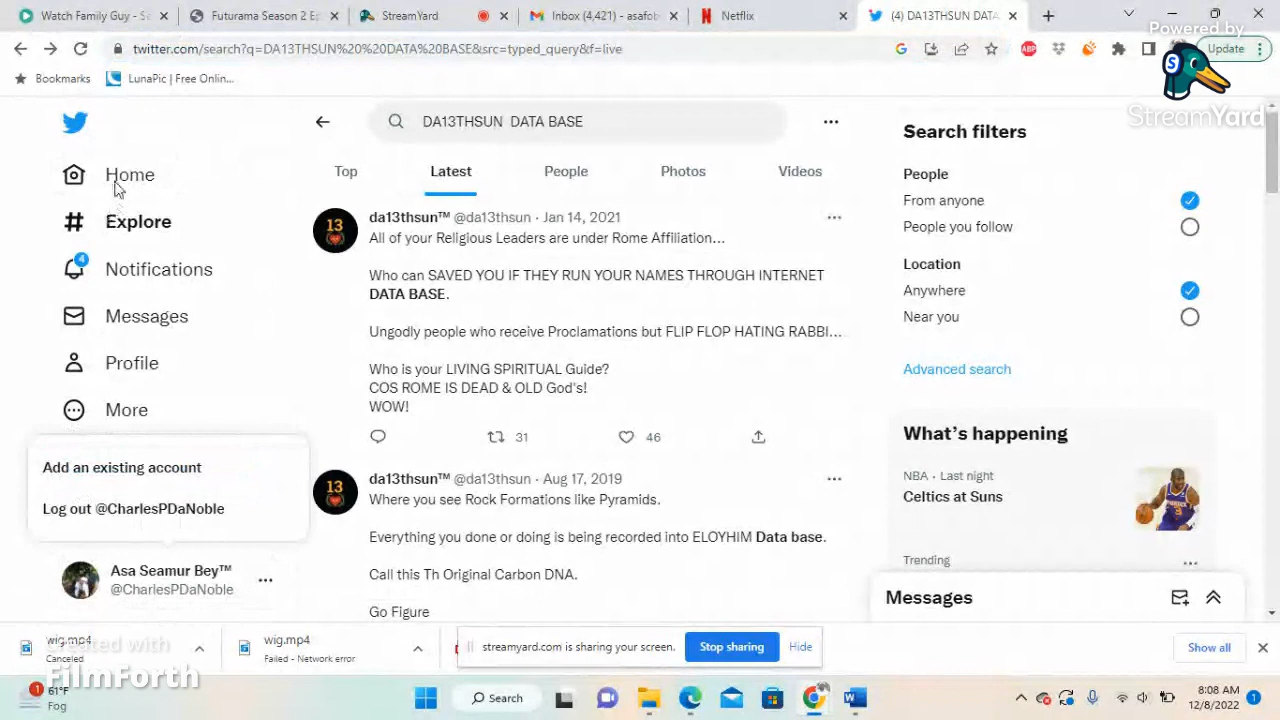 Watch Family Guy - S
Futurama Season 2 Ep
StreamYard
Inbox (4,421) - asafob
Netflix
(4) DA13THSUN DATA
twitter.com/search?q=DA13THSUN%20%20DATA%20BASE&src=typed_query&f=live
ABP
Update
Powered by
StreamYard
Bookmarks
LunaPic | Free Onlin...
DA13THSUN DATA BASE
Home
Explore
4
Notifications
Messages
Profile
More
Add an existing account
Log out @CharlesPDaNoble
Asa Seamur Bey™
@CharlesPDaNoble
Top
Latest
People
Photos
Videos
13
da13thsun™ @da13thsun · Jan 14, 2021
All of your Religious Leaders are under Rome Affiliation...
Who can SAVED YOU IF THEY RUN YOUR NAMES THROUGH INTERNET
DATA BASE.
Ungodly people who receive Proclamations but FLIP FLOP HATING RABBI...
Who is your LIVING SPIRITUAL Guide?
COS ROME IS DEAD & OLD God's!
WOW!
31
46
13
da13thsun™ @da13thsun · Aug 17, 2019
Where you see Rock Formations like Pyramids.
Everything you done or doing is being recorded into ELOYHIM Data base.
Call this Th Original Carbon DNA.
Go Figure
Search filters
People
From anyone
People you follow
Location
Anywhere
Near you
Advanced search
What's happening
NBA · Last night
Celtics at Suns
Trending
Messages
wig.mp4
Canceled
wig.mp4
Failed - Network error
streamyard.com is sharing your screen.
Stop sharing
Hide
Show all
Created with
FilmForth
1
61°F
Fog
Search
8:08 AM
12/8/2022